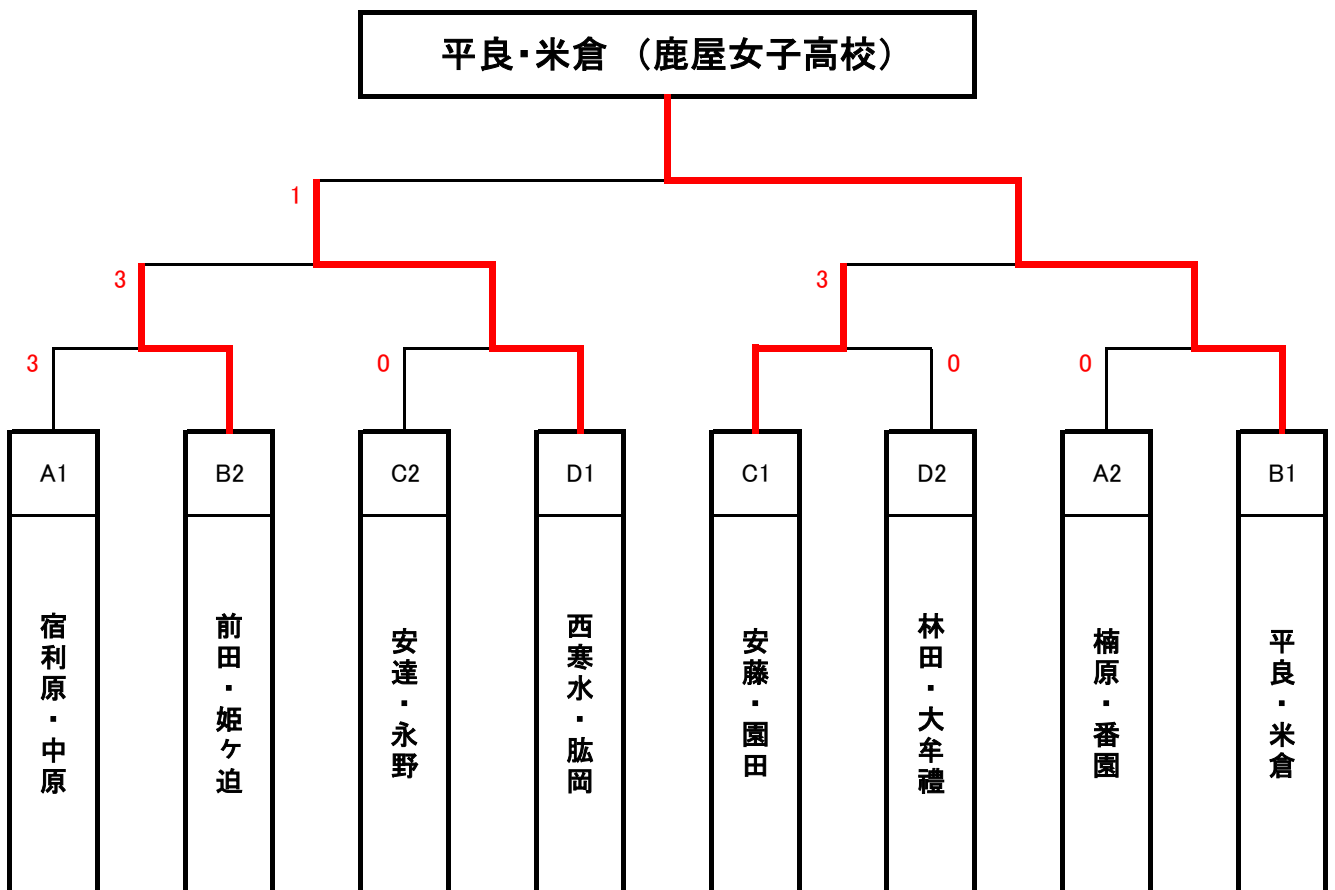 平良・米倉 （鹿屋女子高校）
1
3
3
3
0
0
0
A1
B2
C2
D1
C1
D2
A2
B1
宿利原・中原
前田・姫ケ迫
安達・永野
西寒水・肱岡
安藤・園田
林田・大牟禮
楠原・番園
平良・米倉